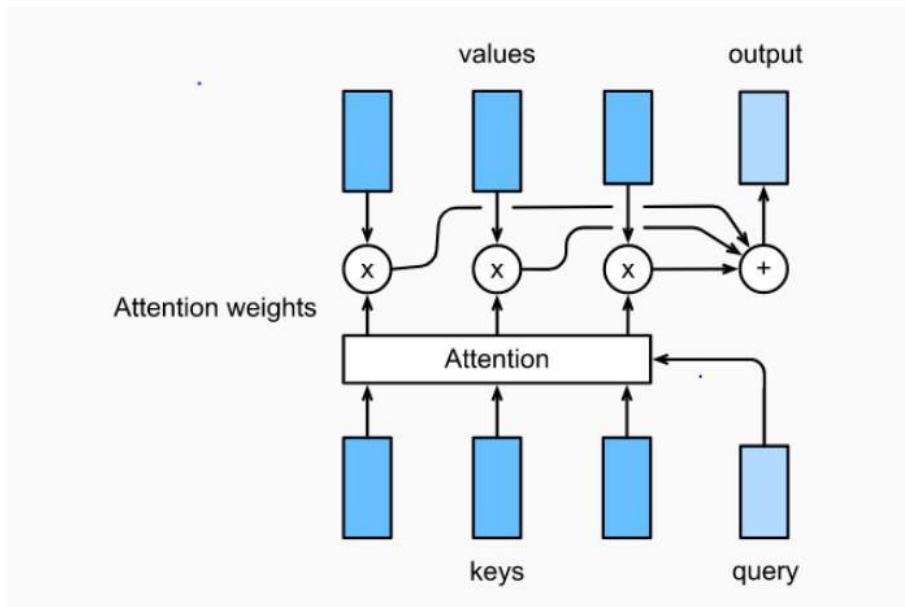 values
output
x
x
x
+
Attention weights
Attention
keys
query